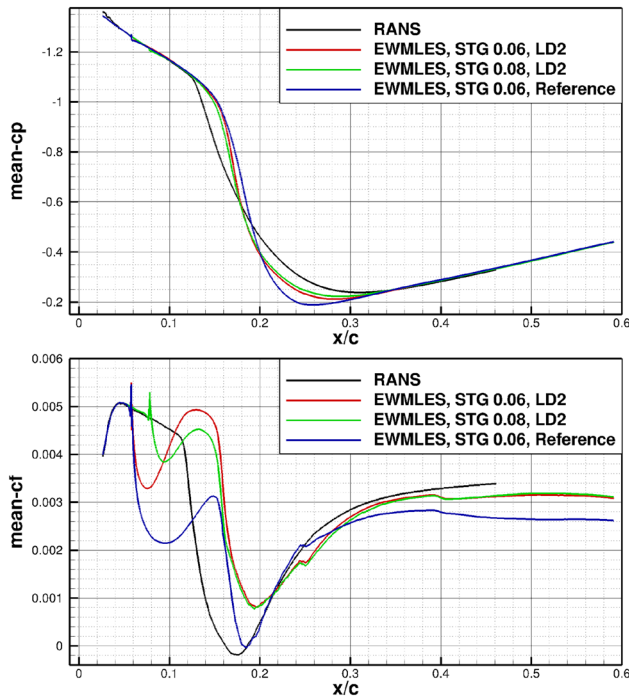 RANS
EWMLES, STG 0.06, LD2
EWMLES, STG 0.08, LD2
EWMLES, STG 0.06, Reference
mean-cp
-1.2
-1
-0.8
-0.6
-0.4
-0.2
0 0.1 0.2 0.3 0.4 0.5 0.6
x/c
RANS
EWMLES, STG 0.06, LD2
EWMLES, STG 0.08, LD2
EWMLES, STG 0.06, Reference
mean-cf
0.006
0.005
0.004
0.003
0.002
0.001
0
0 0.1 0.2 0.3 0.4 0.5 0.6
x/c